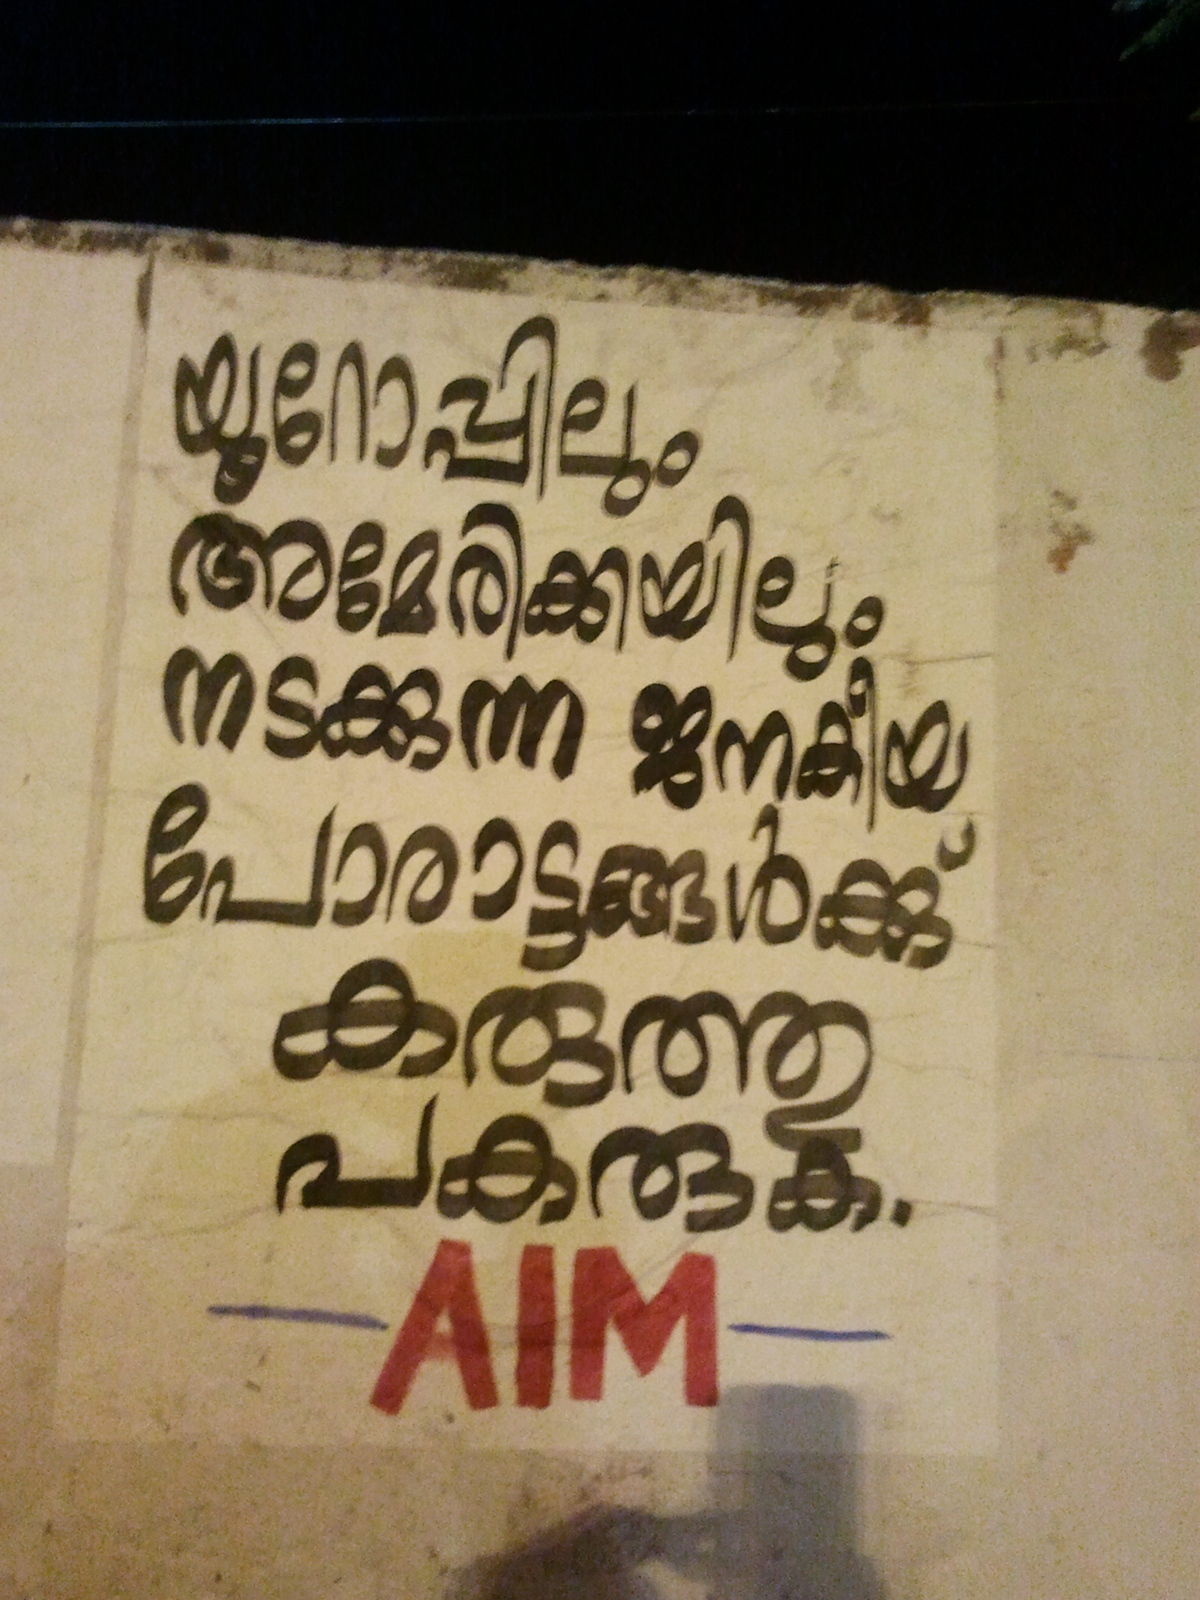 യൂറോപ്പിലും
അമേരിക്കയിലും
നടക്കുന്ന ജനകീയ
പോരാട്ടങ്ങൾക്ക്
കരുത്തു
പകരുക.
AIM